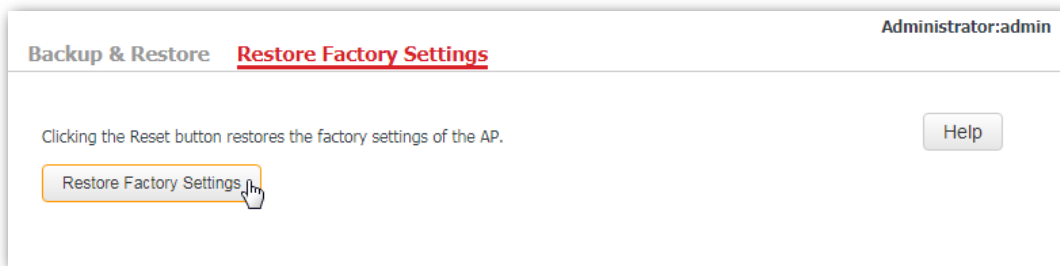 Administrator:admin
Backup & Restore Restore Factory Settings
Clicking the Reset button restores the factory settings of the AP.
Help
Restore Factory Settings